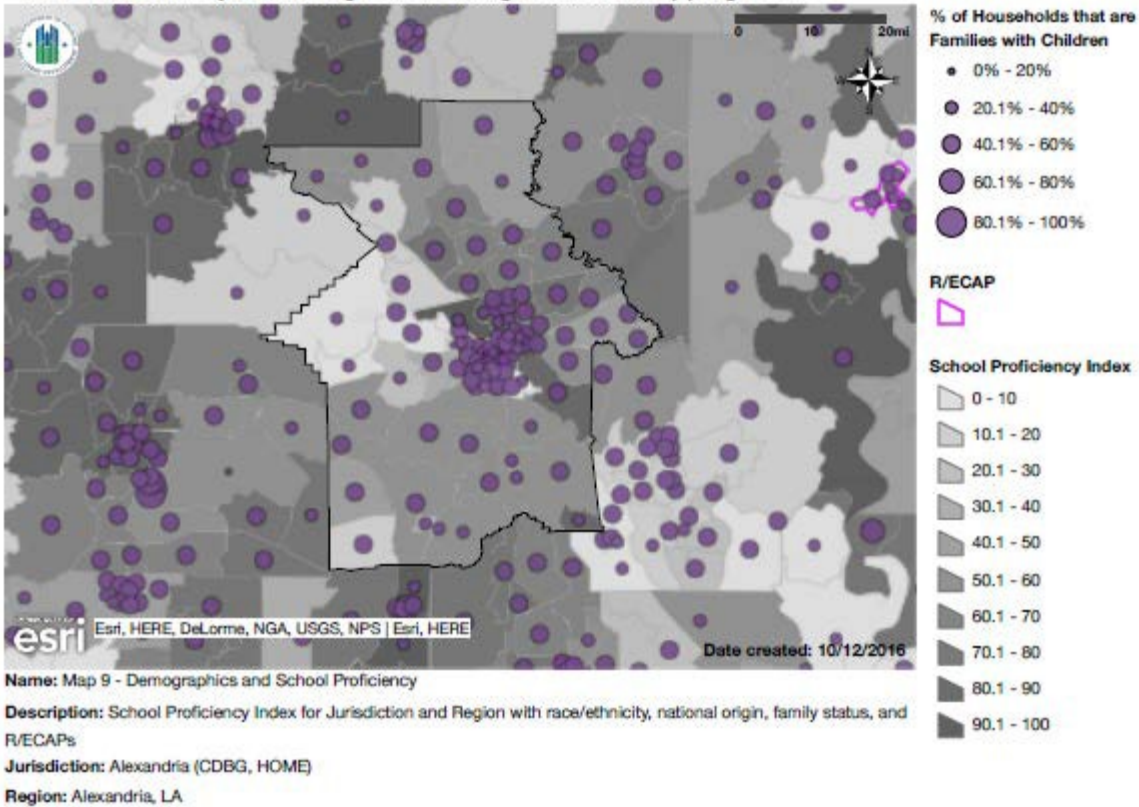 0
10
20mi
N
esri
Esri, HERE, DeLorme, NGA, USGS, NPS | Esri, HERE
Date created: 10/12/2016
% of Households that are
Families with Children
0% - 20%
20.1% - 40%
40.1% - 60%
60.1% - 80%
80.1% - 100%
R/ECAP
School Proficiency Index
0 - 10
10.1 - 20
20.1 - 30
30.1 - 40
40.1 - 50
50.1 - 60
60.1 - 70
70.1 - 80
80.1 - 90
90.1 - 100
Name: Map 9 - Demographics and School Proficiency
Description: School Proficiency Index for Jurisdiction and Region with race/ethnicity, national origin, family status, and
R/ECAPs
Jurisdiction: Alexandria (CDBG, HOME)
Region: Alexandria, LA